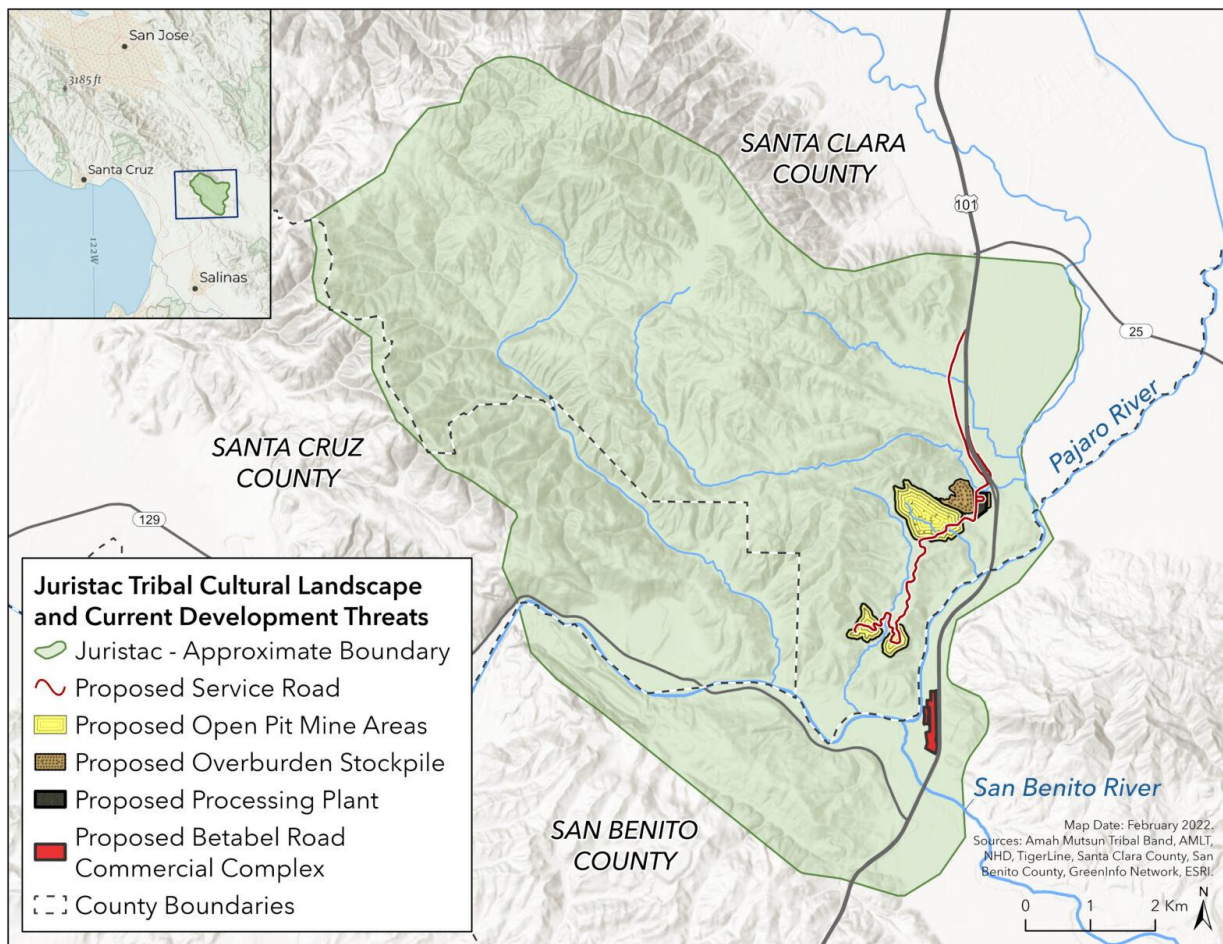 San Jose
3185 ft
Santa Cruz
122W
Salinas
SANTA CLARA
COUNTY
101
25
Pajaro River
SANTA CRUZ
COUNTY
129
Juristac Tribal Cultural Landscape
and Current Development Threats
Juristac - Approximate Boundary
Proposed Service Road
Proposed Open Pit Mine Areas
Proposed Overburden Stockpile
Proposed Processing Plant
Proposed Betabel Road
Commercial Complex
County Boundaries
SAN BENITO
COUNTY
San Benito River
Map Date: February 2022.
Sources: Amah Mutsun Tribal Band, AMLT,
NHD, TigerLine, Santa Clara County, San
Benito County, GreenInfo Network, ESRI.
N
0 1 2 Km